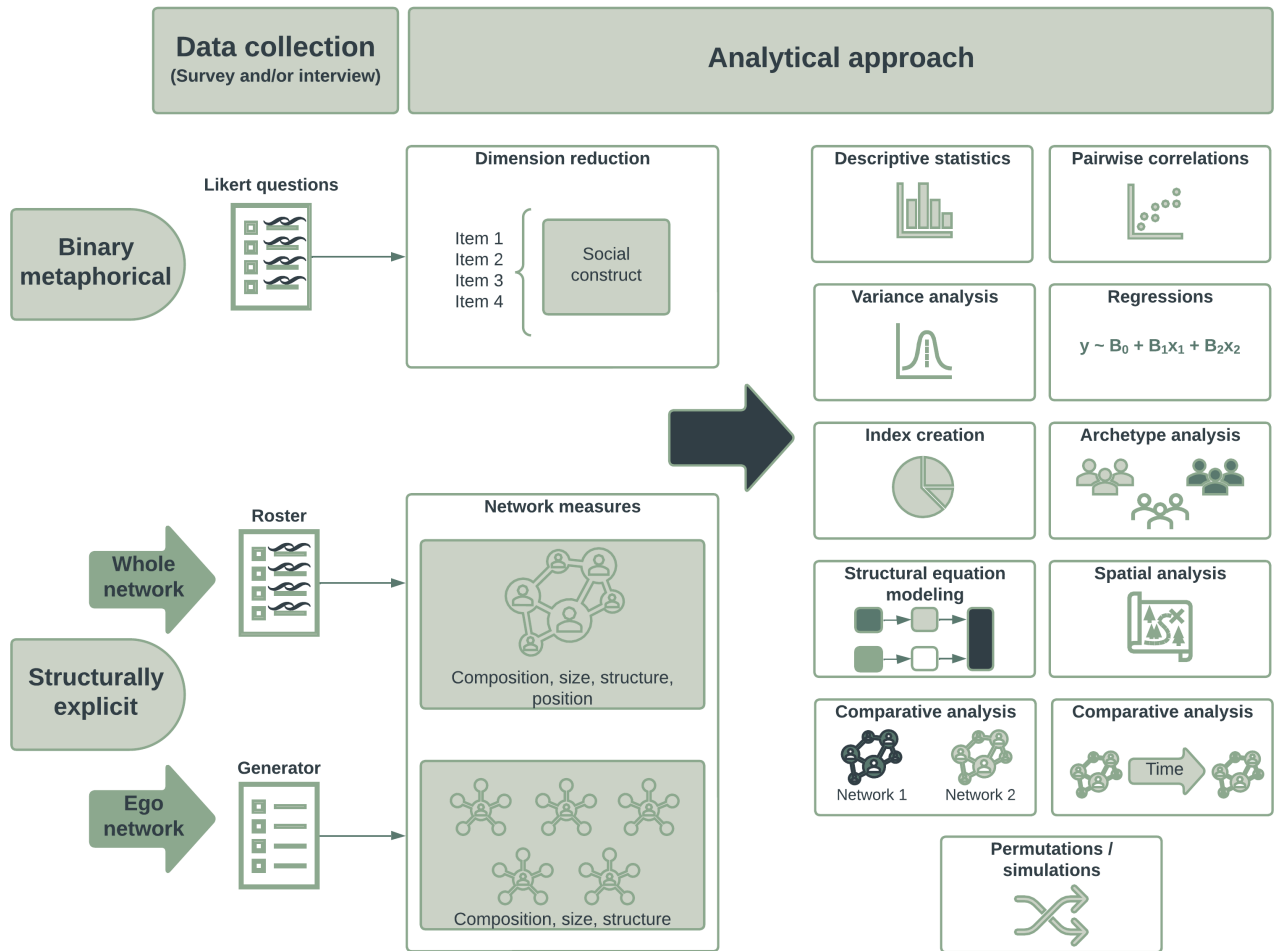 Data collection
(Survey and/or interview)
Analytical approach
Binary
metaphorical
Likert questions
Dimension reduction
Item 1
Item 2
Item 3
Item 4
Social
construct
Structurally
explicit
Whole
network
Roster
Ego
network
Generator
Network measures
Composition, size, structure,
position
Composition, size, structure
Descriptive statistics
Pairwise correlations
Variance analysis
Regressions
y ~ B₀ + B₁x₁ + B₂x₂
Index creation
Archetype analysis
Structural equation
modeling
Spatial analysis
Comparative analysis
Network 1
Network 2
Comparative analysis
Time
Permutations /
simulations